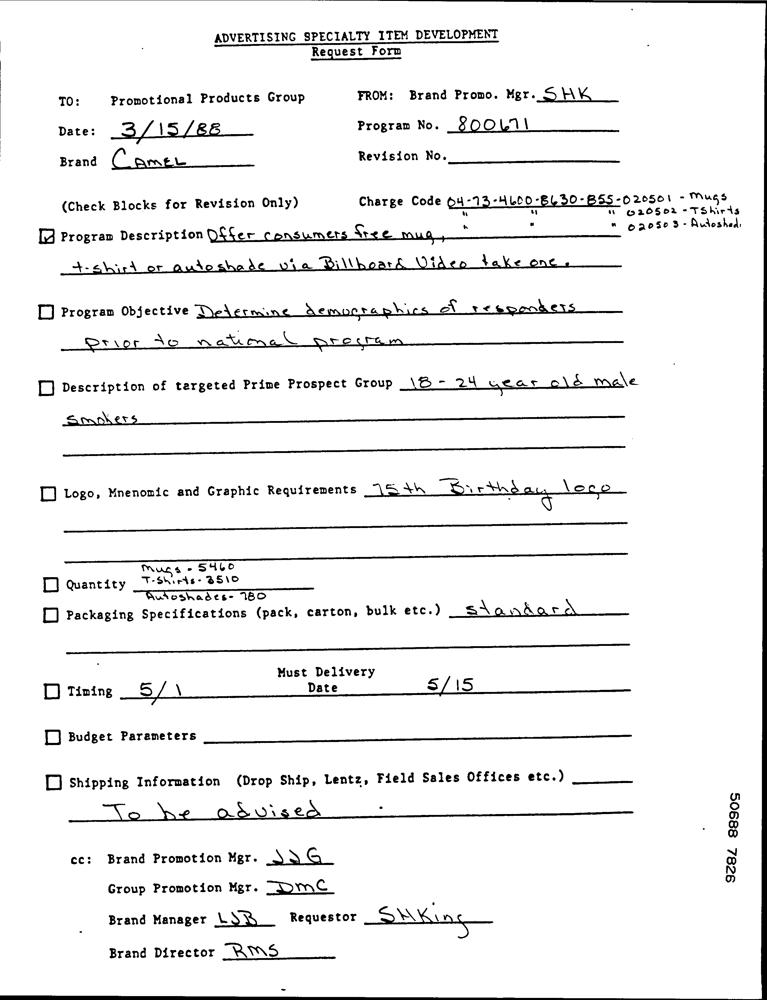 ADVERTISING SPECIALTY ITEM DEVELOPMENT
Request Form
TO: Promotional Products Group FROM: Brand Promo. Mgr. SHK
Date: 3/15/88 Program No. 800671
Brand CAMEL Revision No.
(Check Blocks for Revision Only) Charge Code 04-73-4600-8630-855-020501 - Mugs
" " " 020502 - TShirts
Program Description Offer consumers free mug, " " " 020503 - Autoshad.
t-shirt or autoshade via Billboard Video take one.
Program Objective Determine demographics of responders
prior to national program
Description of targeted Prime Prospect Group 18 - 24 year old male
smokers
Logo, Mnenomic and Graphic Requirements 75th Birthday logo
Mugs - 5460
Quantity T-Shirts - 3510
Autoshades - 780
Packaging Specifications (pack, carton, bulk etc.) standard
Must Delivery
Timing 5/1 Date 5/15
Budget Parameters
Shipping Information (Drop Ship, Lentz, Field Sales Offices etc.)
To be advised
cc: Brand Promotion Mgr. JJG
Group Promotion Mgr. DMC
Brand Manager LJB Requestor SHKing
Brand Director RMS
50688 7826